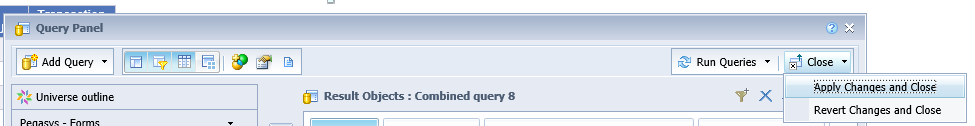 Transaction
Query Panel
Add Query
Run Queries
Close
Apply Changes and Close
Revert Changes and Close
Universe outline
Result Objects : Combined query 8
Pegasys - Forms